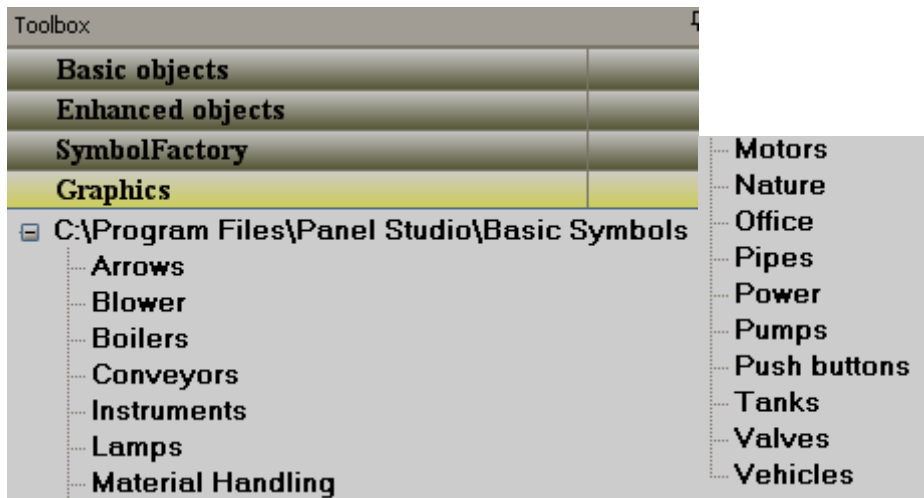 Toolbox
Basic objects
Enhanced objects
SymbolFactory
Graphics
C:\Program Files\Panel Studio\Basic Symbols
Arrows
Blower
Boilers
Conveyors
Instruments
Lamps
Material Handling
Motors
Nature
Office
Pipes
Power
Pumps
Push buttons
Tanks
Valves
Vehicles